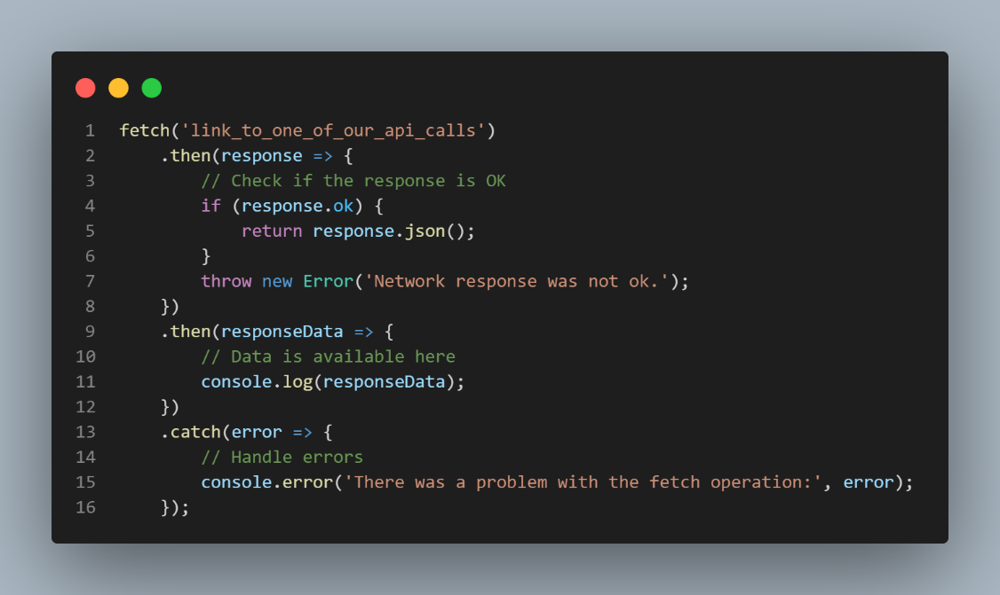 1 fetch('link_to_one_of_our_api_calls')
2     .then(response => {
3         // Check if the response is OK
4         if (response.ok) {
5             return response.json();
6         }
7         throw new Error('Network response was not ok.');
8     })
9     .then(responseData => {
10         // Data is available here
11         console.log(responseData);
12     })
13     .catch(error => {
14         // Handle errors
15         console.error('There was a problem with the fetch operation:', error);
16     });